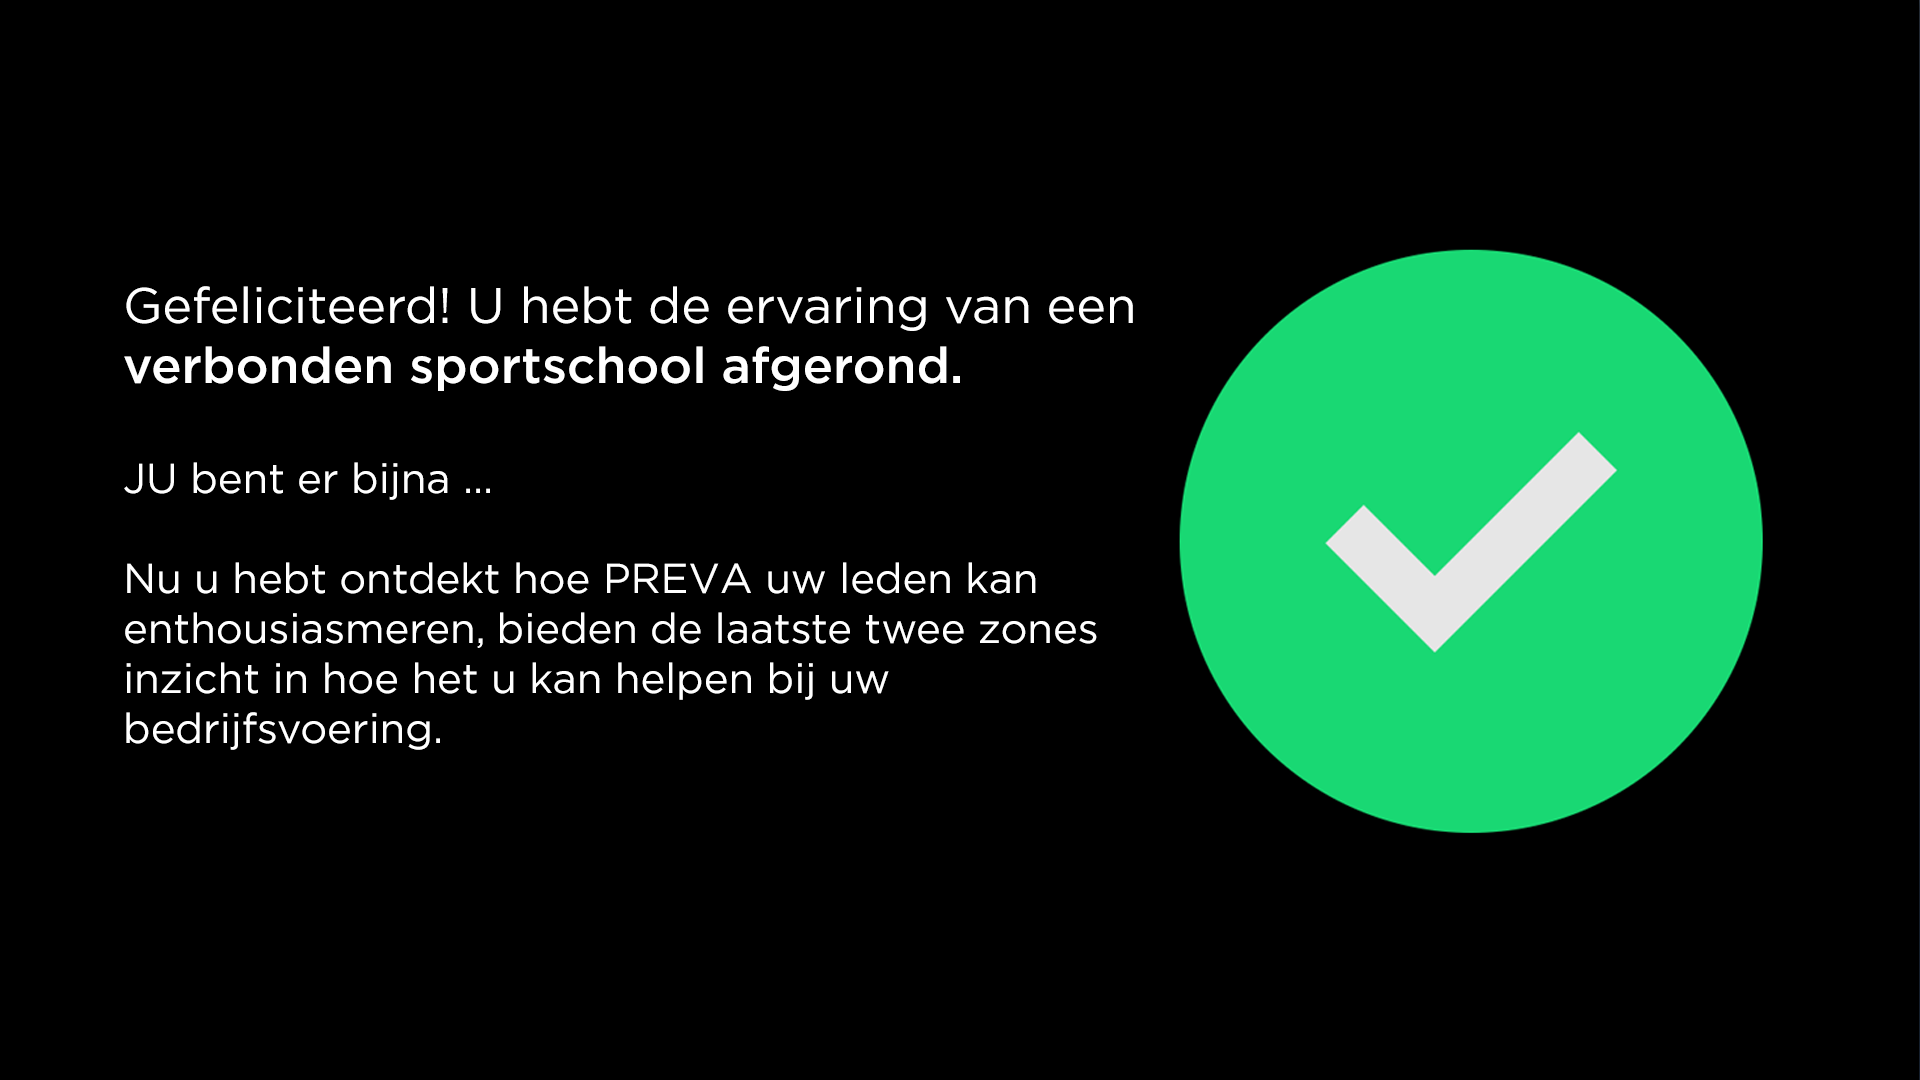 Gefeliciteerd! U hebt de ervaring van een
verbonden sportschool afgerond.
JU bent er bijna ...
Nu u hebt ontdekt hoe PREVA uw leden kan
enthousiasmeren, bieden de laatste twee zones
inzicht in hoe het u kan helpen bij uw
bedrijfsvoering.